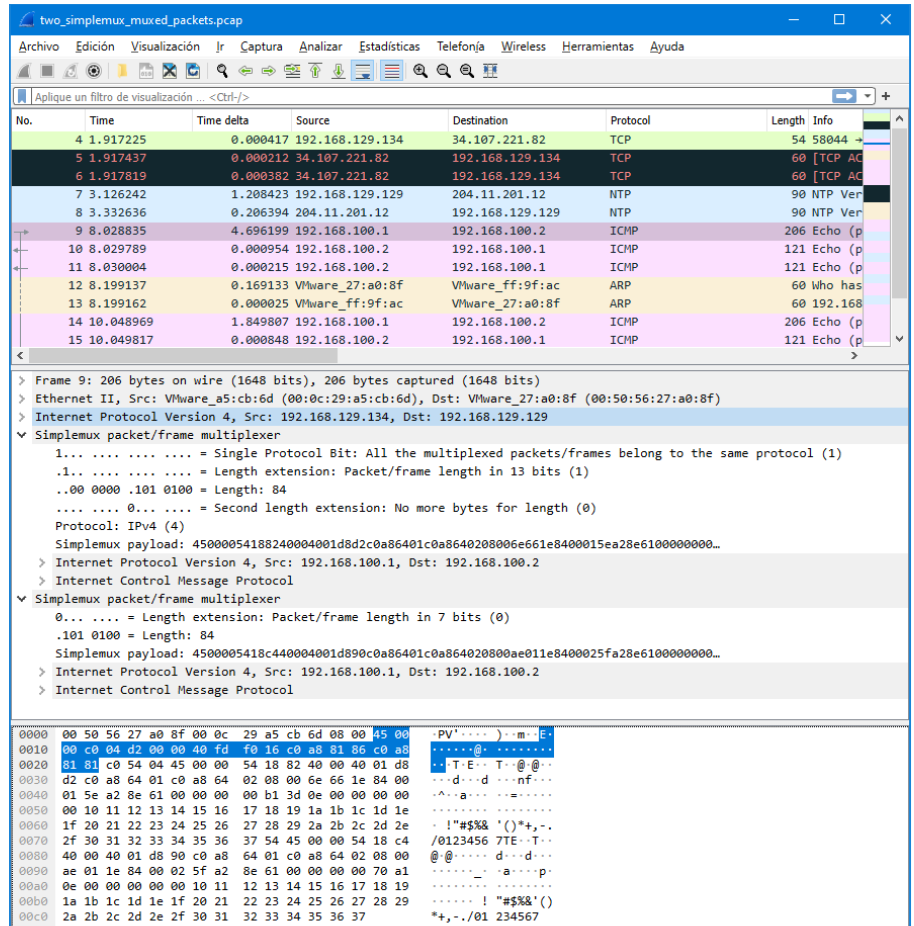 two_simplemux_muxed_packets.pcap
Archivo Edición Visualización Ir Captura Analizar Estadísticas Telefonía Wireless Herramientas Ayuda
Aplique un filtro de visualización ... <Ctrl-/>
No. Time Time delta Source Destination Protocol Length Info
4 1.917225 0.000417 192.168.129.134 34.107.221.82 TCP 54 58044 →
5 1.917437 0.000212 34.107.221.82 192.168.129.134 TCP 60 [TCP AC
6 1.917819 0.000382 34.107.221.82 192.168.129.134 TCP 60 [TCP AC
7 3.126242 1.208423 192.168.129.129 204.11.201.12 NTP 90 NTP Ver
8 3.332636 0.206394 204.11.201.12 192.168.129.129 NTP 90 NTP Ver
9 8.028835 4.696199 192.168.100.1 192.168.100.2 ICMP 206 Echo (p
10 8.029789 0.000954 192.168.100.2 192.168.100.1 ICMP 121 Echo (p
11 8.030004 0.000215 192.168.100.2 192.168.100.1 ICMP 121 Echo (p
12 8.199137 0.169133 VMware_27:a0:8f VMware_ff:9f:ac ARP 60 Who has
13 8.199162 0.000025 VMware_ff:9f:ac VMware_27:a0:8f ARP 60 192.168
14 10.048969 1.849807 192.168.100.1 192.168.100.2 ICMP 206 Echo (p
15 10.049817 0.000848 192.168.100.2 192.168.100.1 ICMP 121 Echo (p
> Frame 9: 206 bytes on wire (1648 bits), 206 bytes captured (1648 bits)
> Ethernet II, Src: VMware_a5:cb:6d (00:0c:29:a5:cb:6d), Dst: VMware_27:a0:8f (00:50:56:27:a0:8f)
> Internet Protocol Version 4, Src: 192.168.129.134, Dst: 192.168.129.129
Simplemux packet/frame multiplexer
1... .... .... .... = Single Protocol Bit: All the multiplexed packets/frames belong to the same protocol (1)
.1.. .... .... .... = Length extension: Packet/frame length in 13 bits (1)
..00 0000 .101 0100 = Length: 84
.... .... 0... .... = Second length extension: No more bytes for length (0)
Protocol: IPv4 (4)
Simplemux payload: 45000054188240004001d8d2c0a86401c0a8640208006e661e8400015ea28e6100000000…
> Internet Protocol Version 4, Src: 192.168.100.1, Dst: 192.168.100.2
> Internet Control Message Protocol
Simplemux packet/frame multiplexer
0... .... = Length extension: Packet/frame length in 7 bits (0)
.101 0100 = Length: 84
Simplemux payload: 4500005418c440004001d890c0a86401c0a864020800ae011e8400025fa28e6100000000…
> Internet Protocol Version 4, Src: 192.168.100.1, Dst: 192.168.100.2
> Internet Control Message Protocol
0000 00 50 56 27 a0 8f 00 0c 29 a5 cb 6d 08 00 45 00 ·PV'···· )··m··E·
0010 00 c0 04 d2 00 00 40 fd f0 16 c0 a8 81 86 c0 a8 ······@· ········
0020 81 81 c0 54 04 45 00 00 54 18 82 40 00 40 01 d8 ···T·E·· T··@·@··
0030 d2 c0 a8 64 01 c0 a8 64 02 08 00 6e 66 1e 84 00 ···d···d ···nf···
0040 01 5e a2 8e 61 00 00 00 00 b1 3d 0e 00 00 00 00 ·^··a··· ··=·····
0050 00 10 11 12 13 14 15 16 17 18 19 1a 1b 1c 1d 1e ········ ········
0060 1f 20 21 22 23 24 25 26 27 28 29 2a 2b 2c 2d 2e · !"#$%& '()*+,-.
0070 2f 30 31 32 33 34 35 36 37 54 45 00 00 54 18 c4 /0123456 7TE··T··
0080 40 00 40 01 d8 90 c0 a8 64 01 c0 a8 64 02 08 00 @·@····· d···d···
0090 ae 01 1e 84 00 02 5f a2 8e 61 00 00 00 00 70 a1 ······_· ·a····p·
00a0 0e 00 00 00 00 00 10 11 12 13 14 15 16 17 18 19 ········ ········
00b0 1a 1b 1c 1d 1e 1f 20 21 22 23 24 25 26 27 28 29 ······ ! "#$%&'()
00c0 2a 2b 2c 2d 2e 2f 30 31 32 33 34 35 36 37 *+,-./01 234567